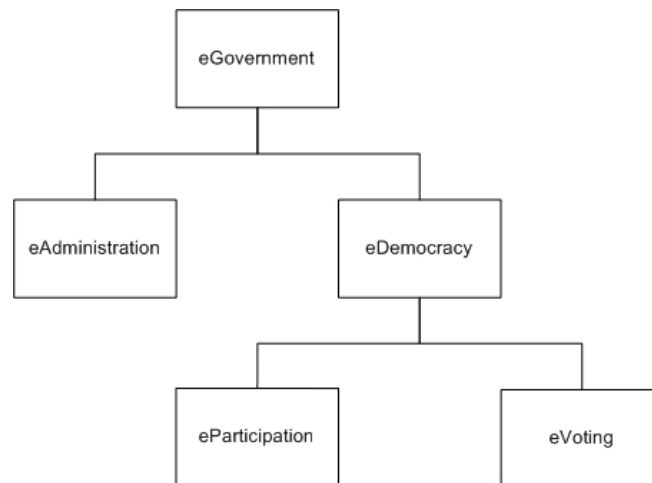 eGovernment
eAdministration
eDemocracy
eParticipation
eVoting